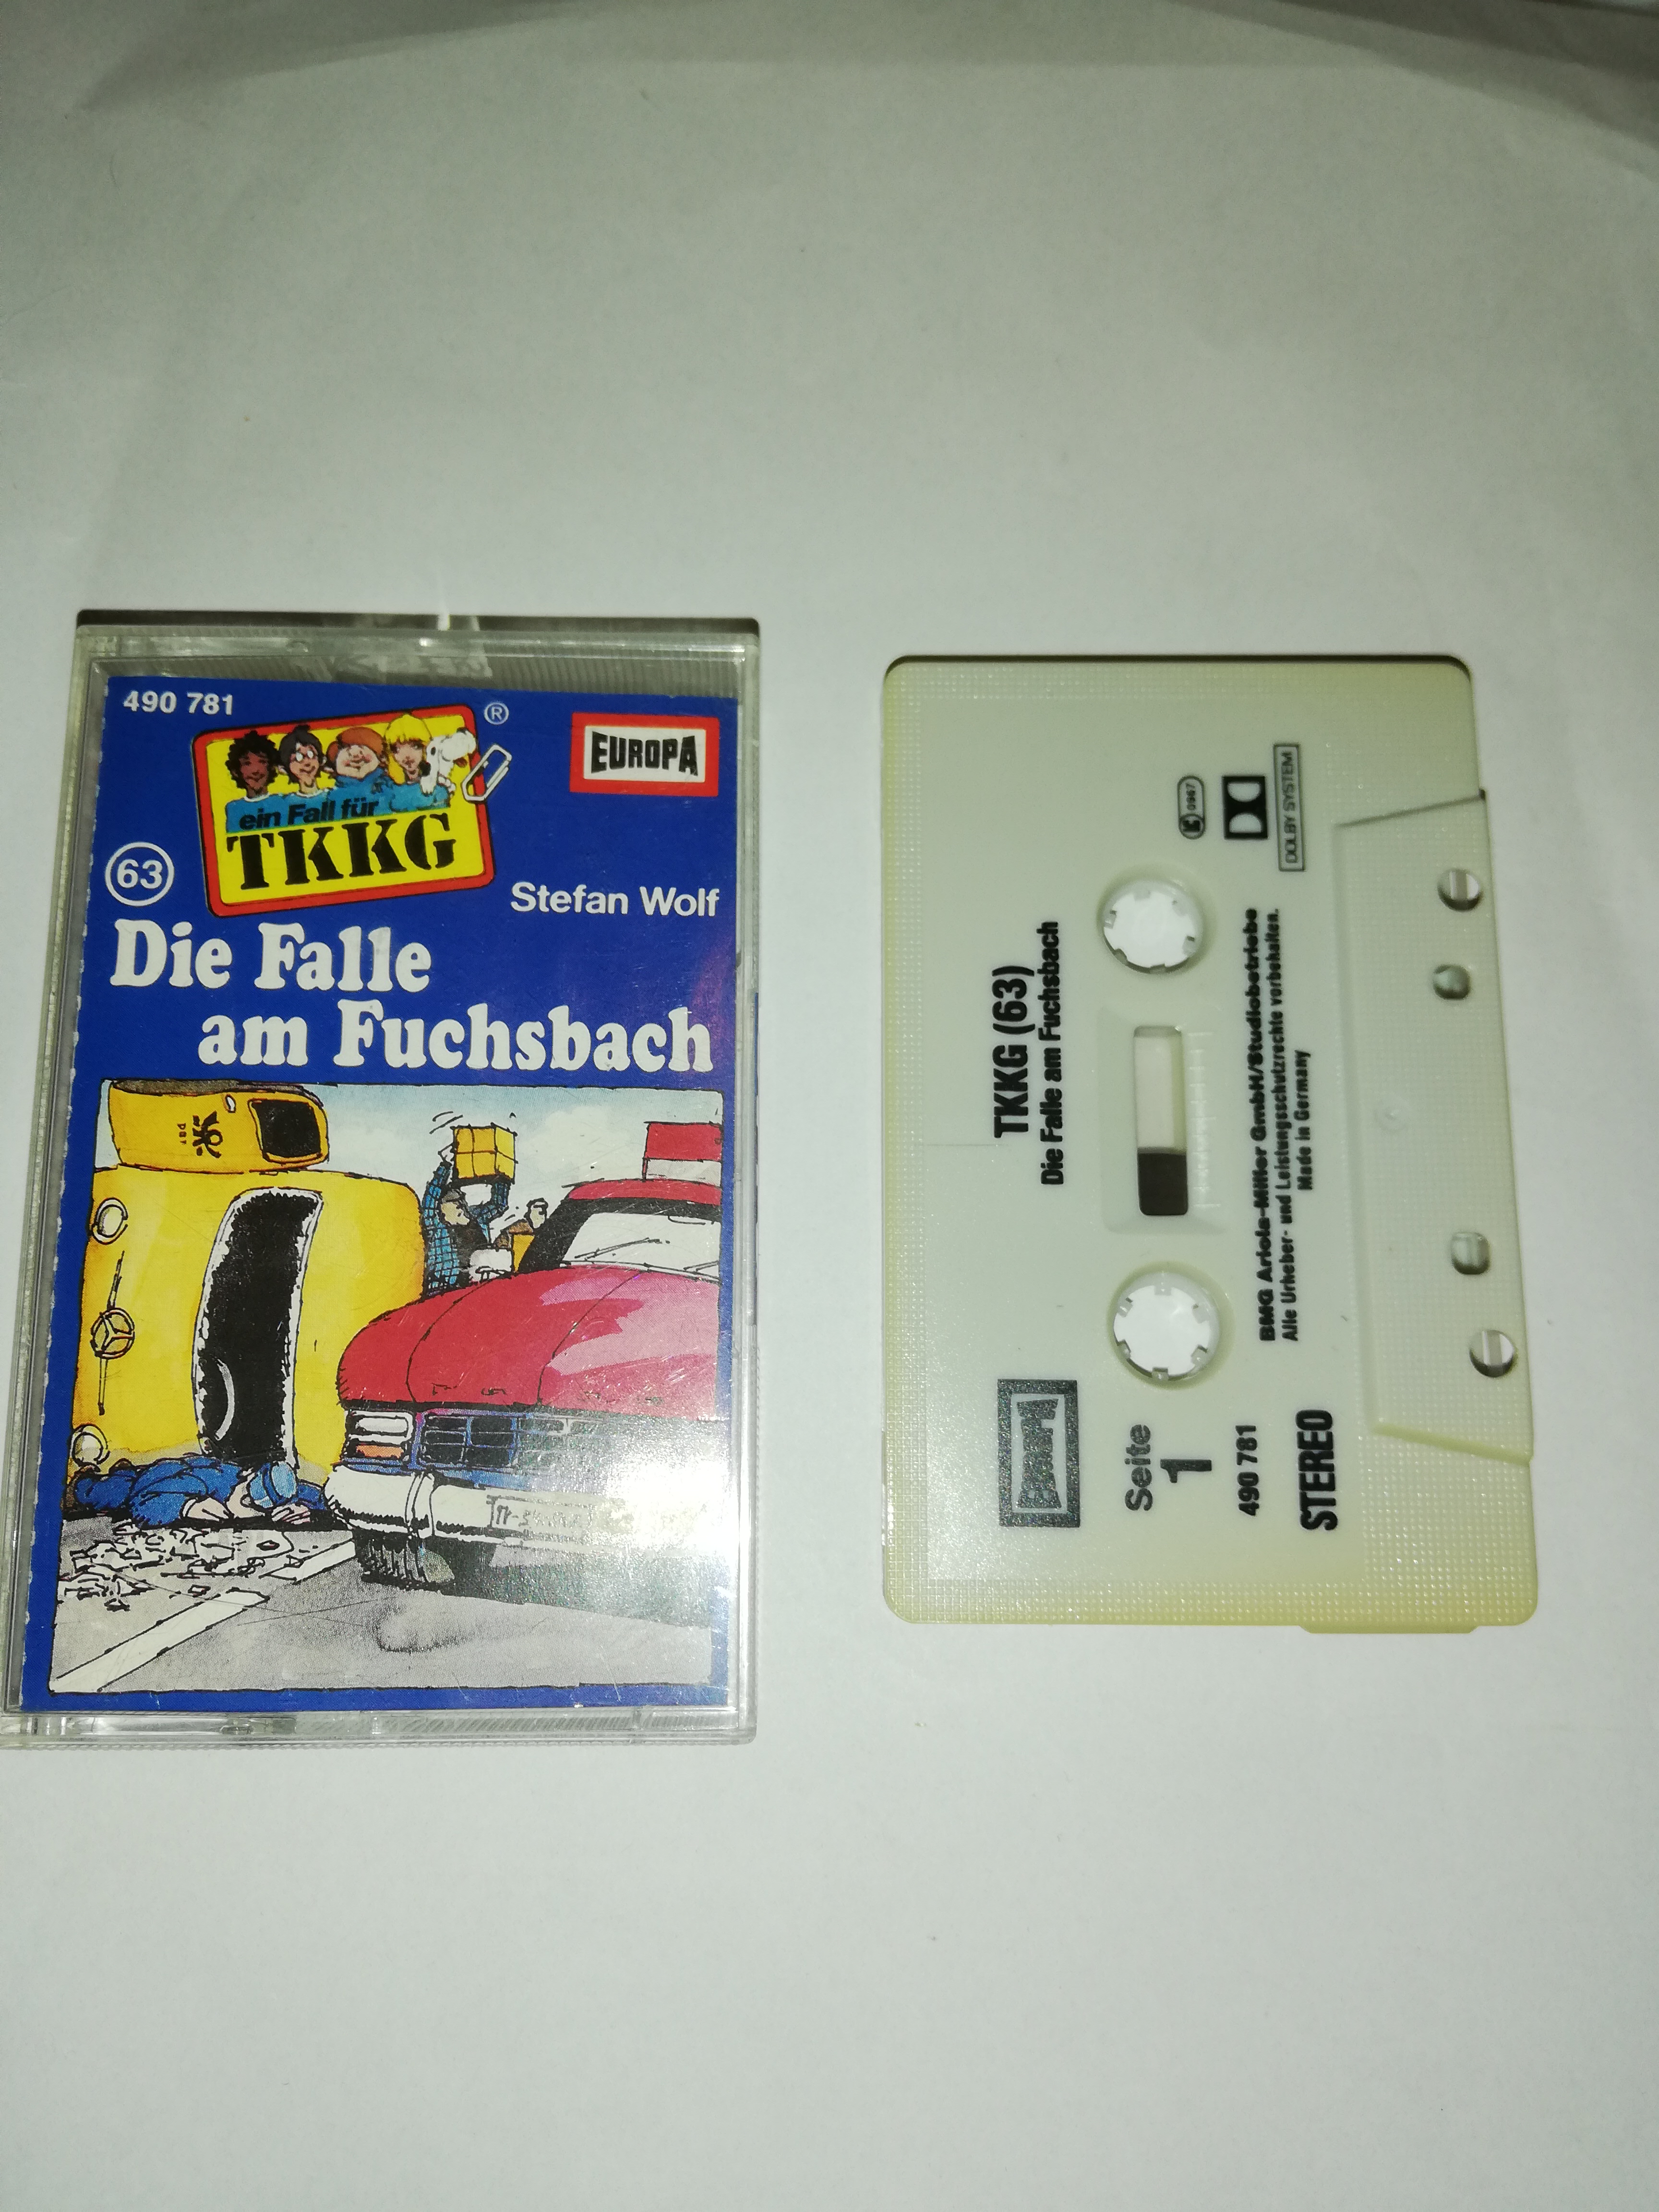 490 781
®
EUROPA
ein Fall für
TKKG
63
Stefan Wolf
Die Falle
am Fuchsbach
EUROPA
TKKG (63)
Die Falle am Fuchsbach
Seite
1
490 781
STEREO
0967
DOLBY SYSTEM
BMG Ariola-Miller GmbH/Studiobetriebe
Alle Urheber- und Leistungsschutzrechte vorbehalten.
Made in Germany